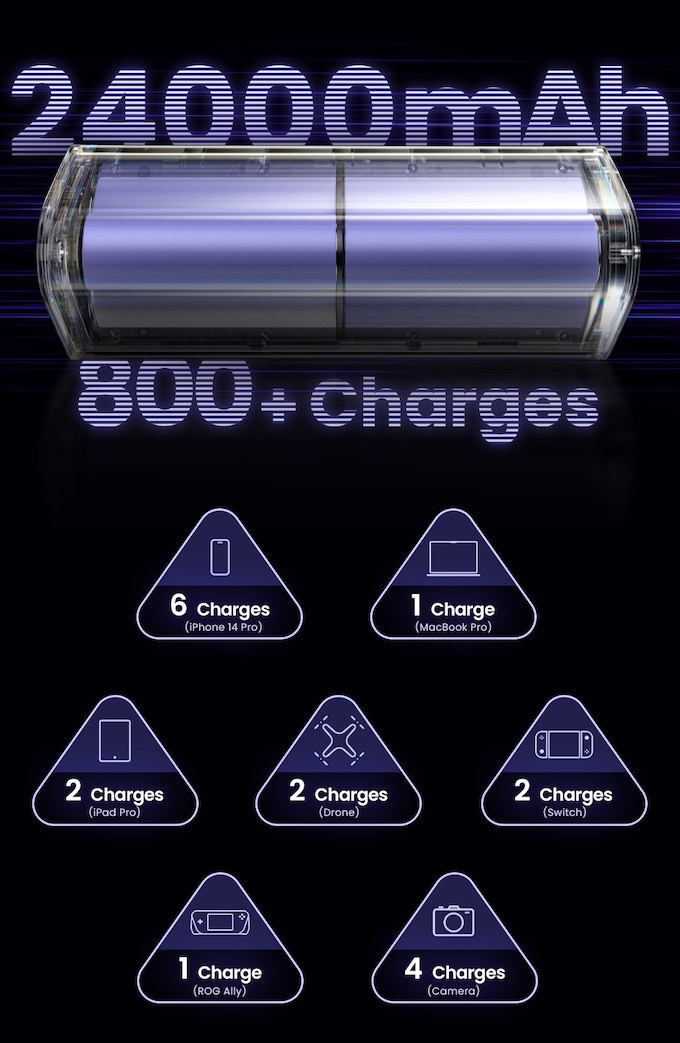 24000mAh
800+ Charges
6 Charges
(iPhone 14 Pro)
1 Charge
(MacBook Pro)
2 Charges
(iPad Pro)
2 Charges
(Drone)
2 Charges
(Switch)
1 Charge
(ROG Ally)
4 Charges
(Camera)